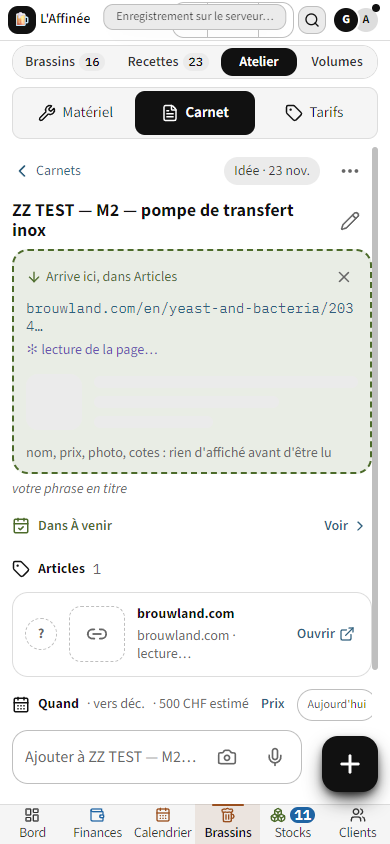 L'Affinée
Enregistrement sur le serveur…
G
A
Brassins 16
Recettes 23
Atelier
Volumes
Matériel
Carnet
Tarifs
Carnets
Idée · 23 nov.
ZZ TEST — M2 — pompe de transfert
inox
Arrive ici, dans Articles
brouwland.com/en/yeast-and-bacteria/203
4…
lecture de la page…
nom, prix, photo, cotes : rien d'affiché avant d'être lu
votre phrase en titre
Dans À venir
Voir
Articles 1
?
brouwland.com
brouwland.com ·
lecture…
Ouvrir
Quand · vers déc. · 500 CHF estimé Prix
Aujourd'hui
Ajouter à ZZ TEST — M2…
Bord
Finances
Calendrier
Brassins
11
Stocks
Clients